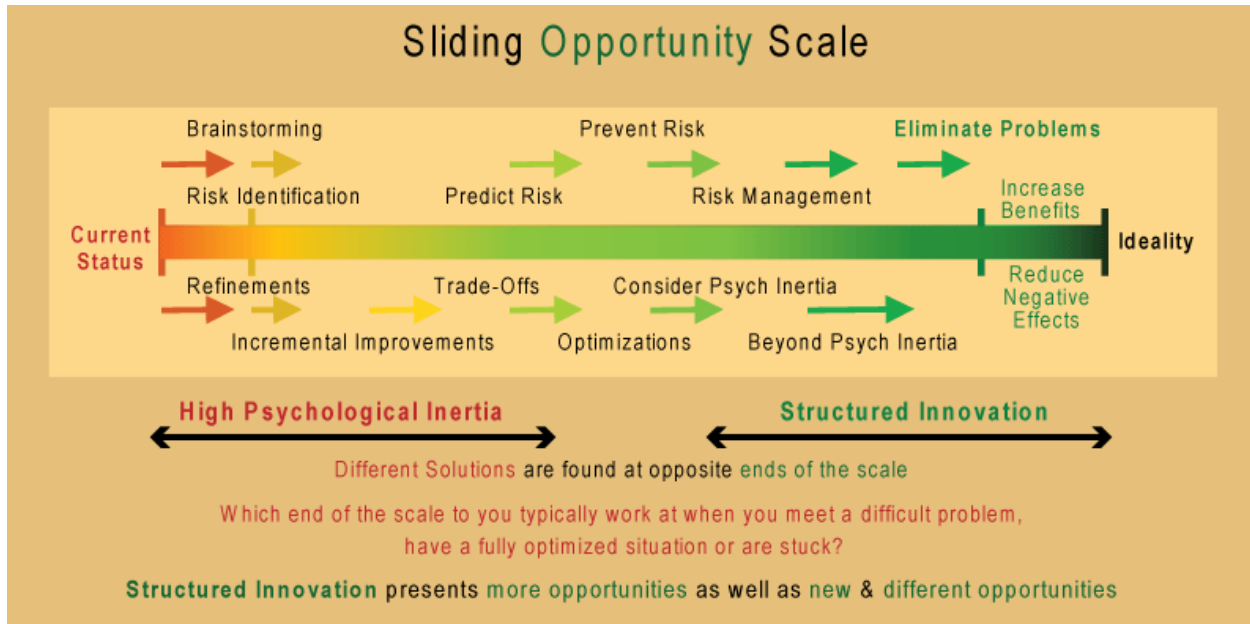 Sliding Opportunity Scale
Brainstorming
Prevent Risk
Eliminate Problems
Risk Identification
Predict Risk
Risk Management
Increase
Benefits
Current
Status
Ideality
Refinements
Trade-Offs
Consider Psych Inertia
Reduce
Negative
Effects
Incremental Improvements
Optimizations
Beyond Psych Inertia
High Psychological Inertia
Structured Innovation
Different Solutions are found at opposite ends of the scale
Which end of the scale to you typically work at when you meet a difficult problem,
have a fully optimized situation or are stuck?
Structured Innovation presents more opportunities as well as new & different opportunities